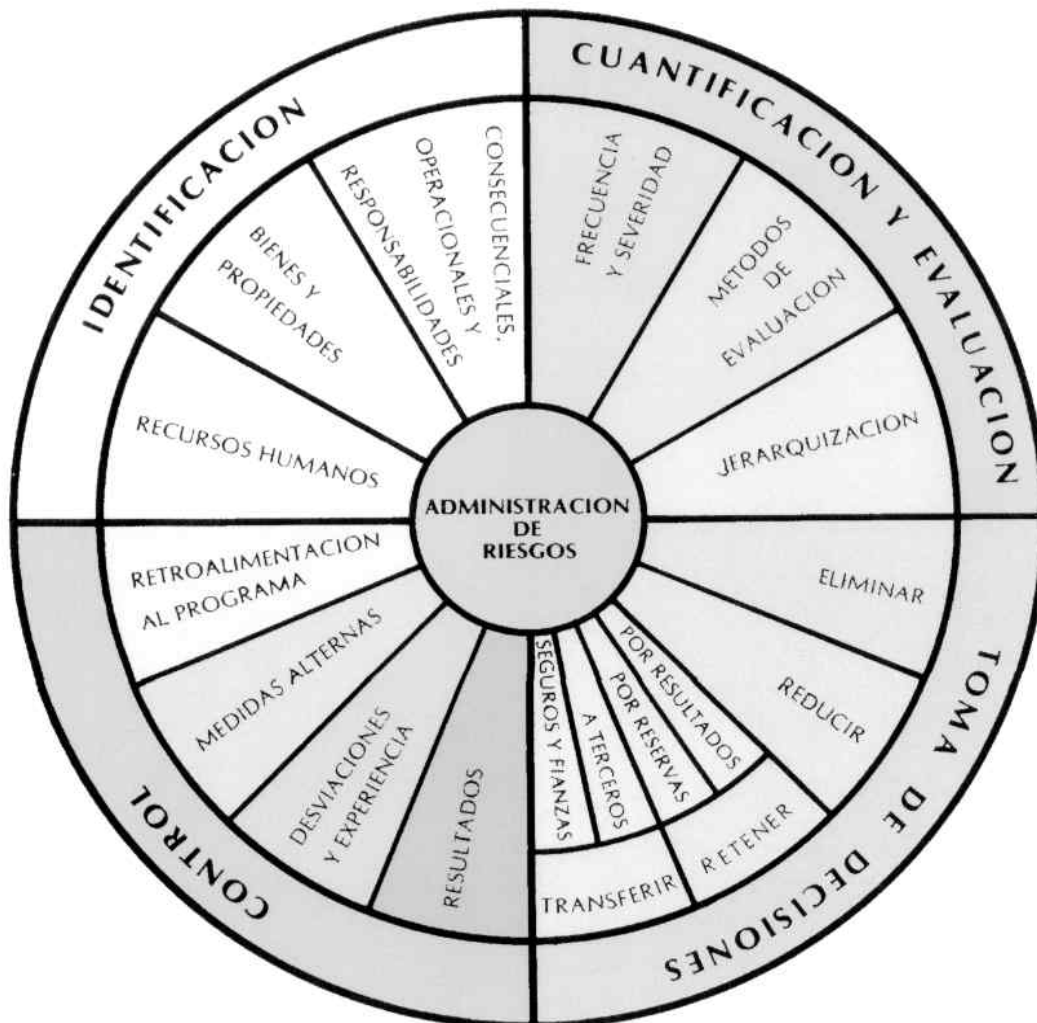 IDENTIFICACION
RECURSOS HUMANOS
BIENES Y
PROPIEDADES
RESPONSABILIDADES
OPERACIONALES Y
CONSECUENCIALES,
CUANTIFICACION Y EVALUACION
FRECUENCIA
Y SEVERIDAD
METODOS
DE
EVALUACION
JERARQUIZACION
ADMINISTRACION
DE
RIESGOS
TOMA DE DECISIONES
ELIMINAR
REDUCIR
RETENER
POR RESULTADOS
POR RESERVAS
TRANSFERIR
A TERCEROS
SEGUROS Y FIANZAS
CONTROL
RESULTADOS
DESVIACIONES
Y EXPERIENCIA
MEDIDAS ALTERNAS
RETROALIMENTACION
AL PROGRAMA